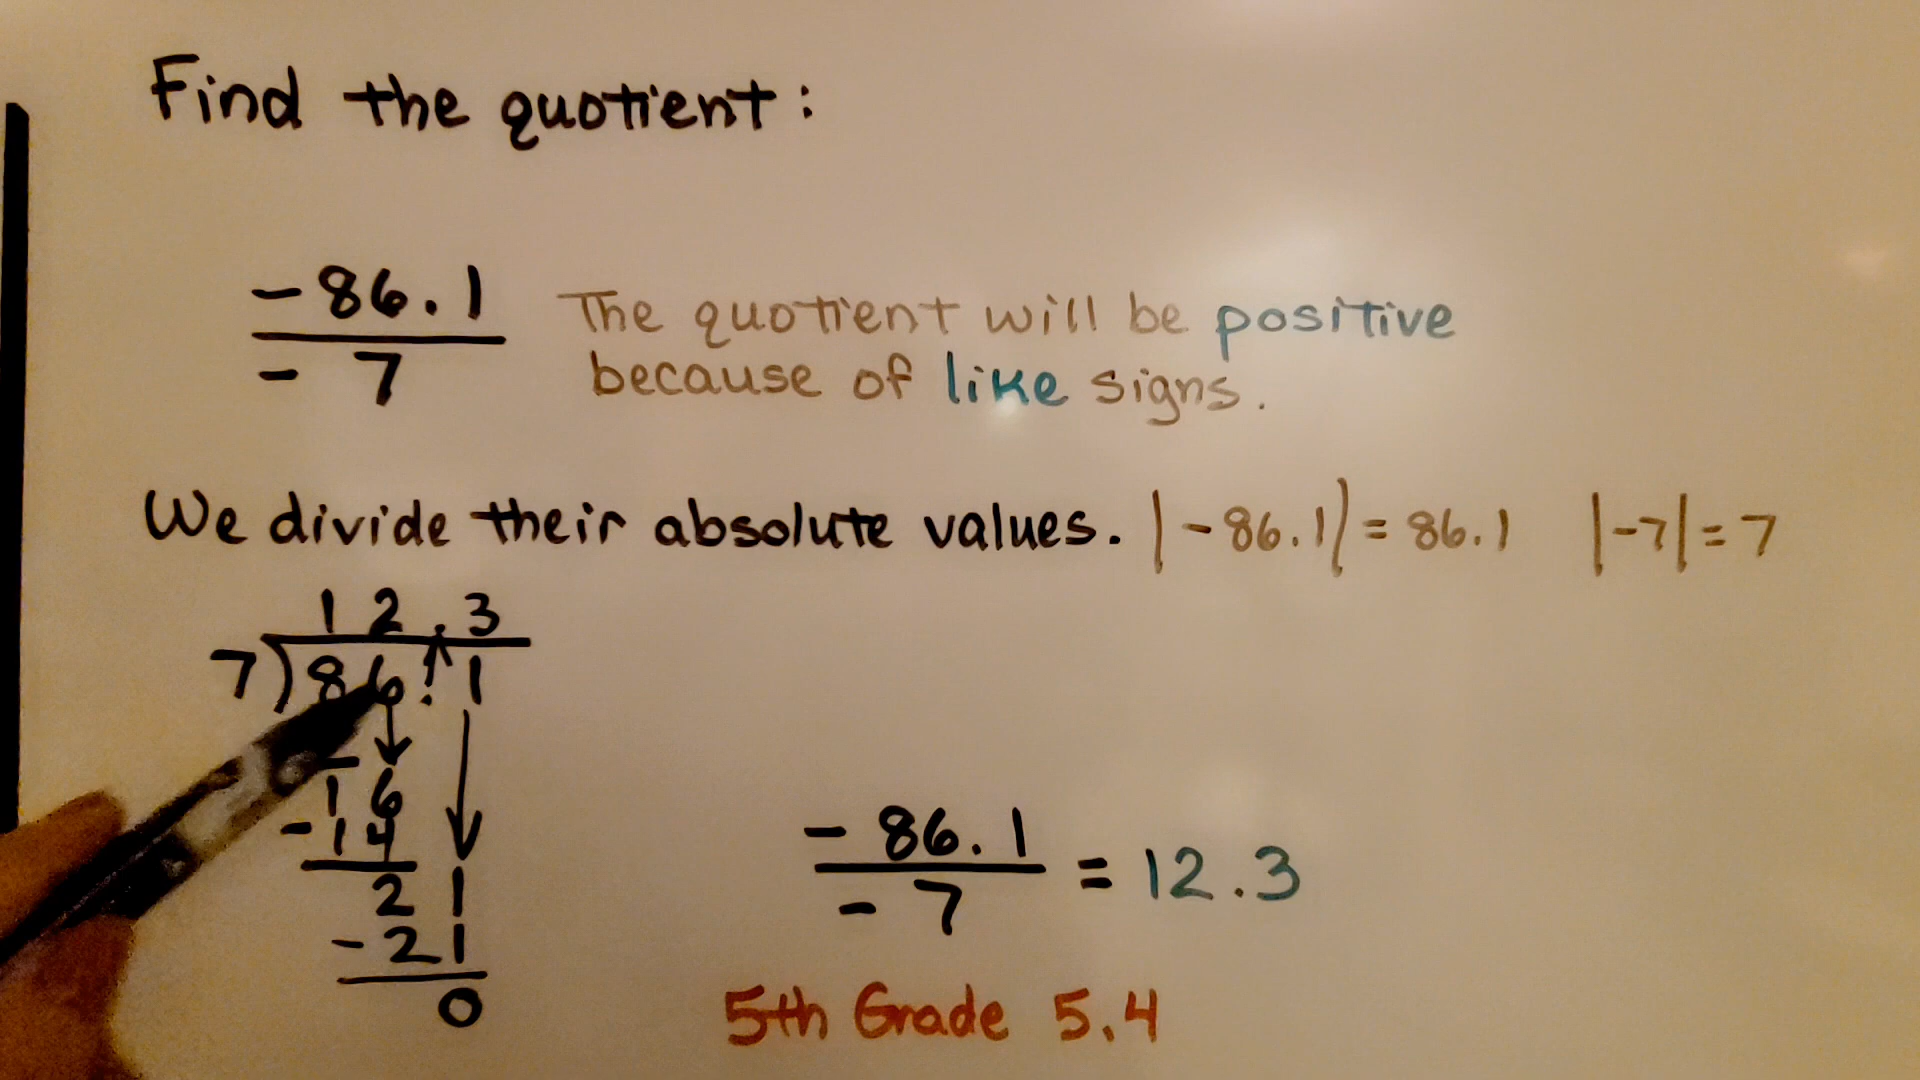 Find the quotient:
-86.1
- 7
The quotient will be positive
because of like signs.
We divide their absolute values. |-86.1| = 86.1 |-7| = 7
12.3
7)86.1
16
-14
21
-21
0
-86.1
-7
= 12.3
5th Grade 5.4